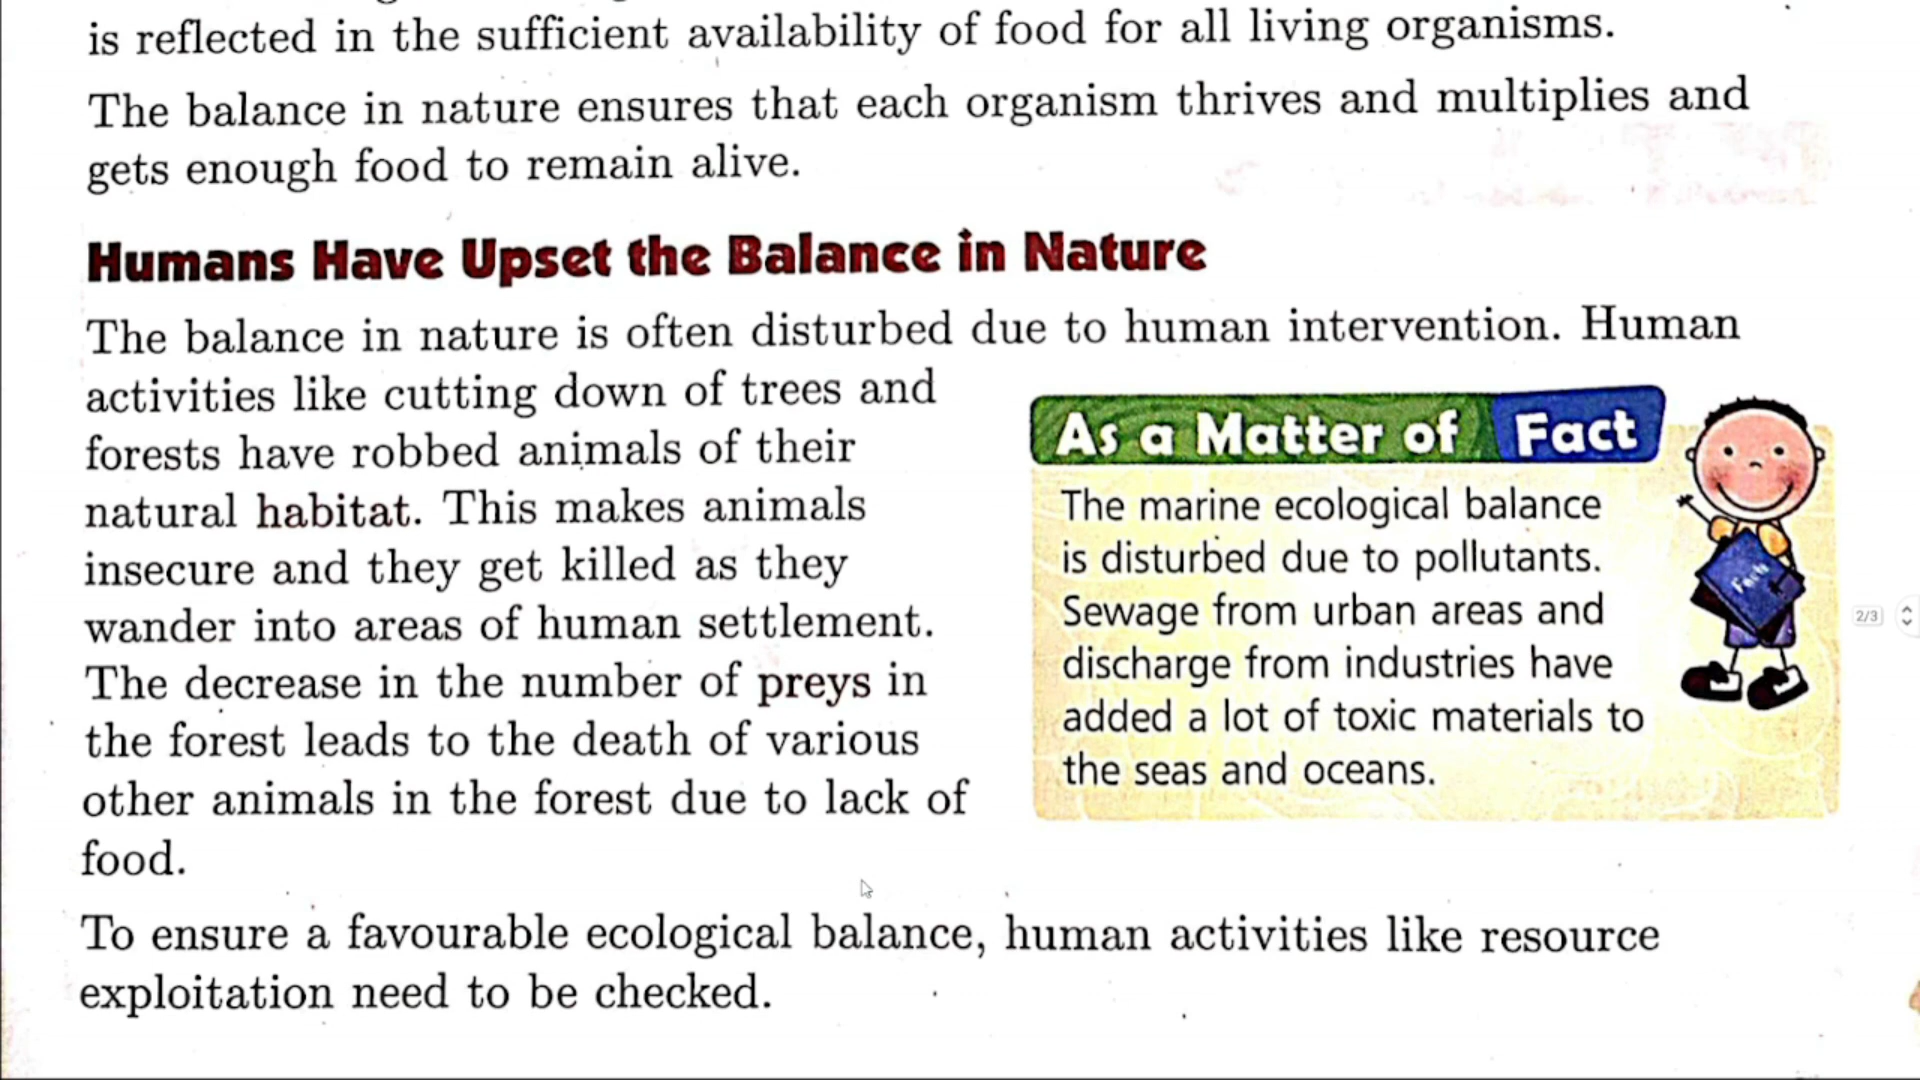 is reflected in the sufficient availability of food for all living organisms.
The balance in nature ensures that each organism thrives and multiplies and
gets enough food to remain alive.
Humans Have Upset the Balance in Nature
The balance in nature is often disturbed due to human intervention. Human
activities like cutting down of trees and
forests have robbed animals of their
natural habitat. This makes animals
insecure and they get killed as they
wander into areas of human settlement.
The decrease in the number of preys in
the forest leads to the death of various
other animals in the forest due to lack of
food.
As a Matter of Fact
The marine ecological balance
is disturbed due to pollutants.
Sewage from urban areas and
discharge from industries have
added a lot of toxic materials to
the seas and oceans.
Facts
2/3
To ensure a favourable ecological balance, human activities like resource
exploitation need to be checked.